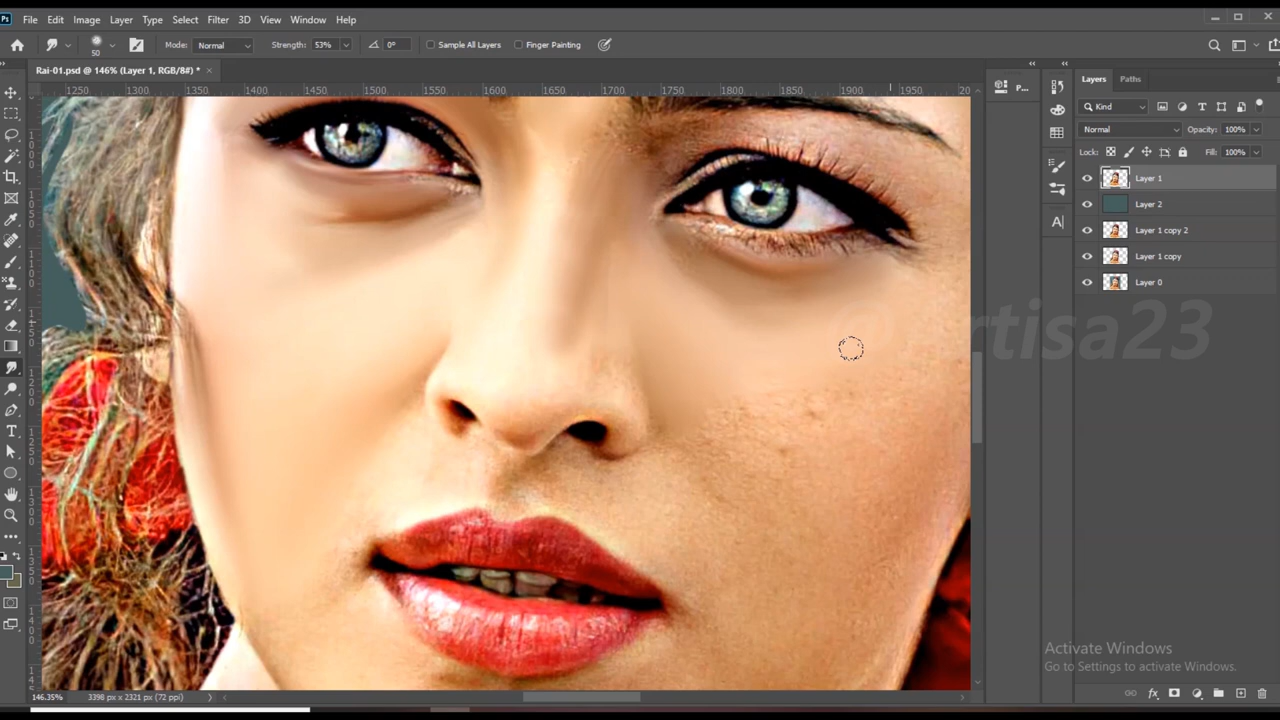 Ps File Edit Image Layer Type Select Filter 3D View Window Help
50 Mode: Normal Strength: 53% 0° Sample All Layers Finger Painting
Rai-01.psd @ 146% (Layer 1, RGB/8#) * ×
1250 1300 1350 1400 1450 1500 1550 1600 1650 1700 1750 1800 1850 1900 1950 20
P...
Layers Paths
Kind
Normal Opacity: 100%
Lock: Fill: 100%
Layer 1
Layer 2
Layer 1 copy 2
Layer 1 copy
Layer 0
rtisa23
Activate Windows
Go to Settings to activate Windows.
146.35% 3398 px x 2321 px (72 ppi)